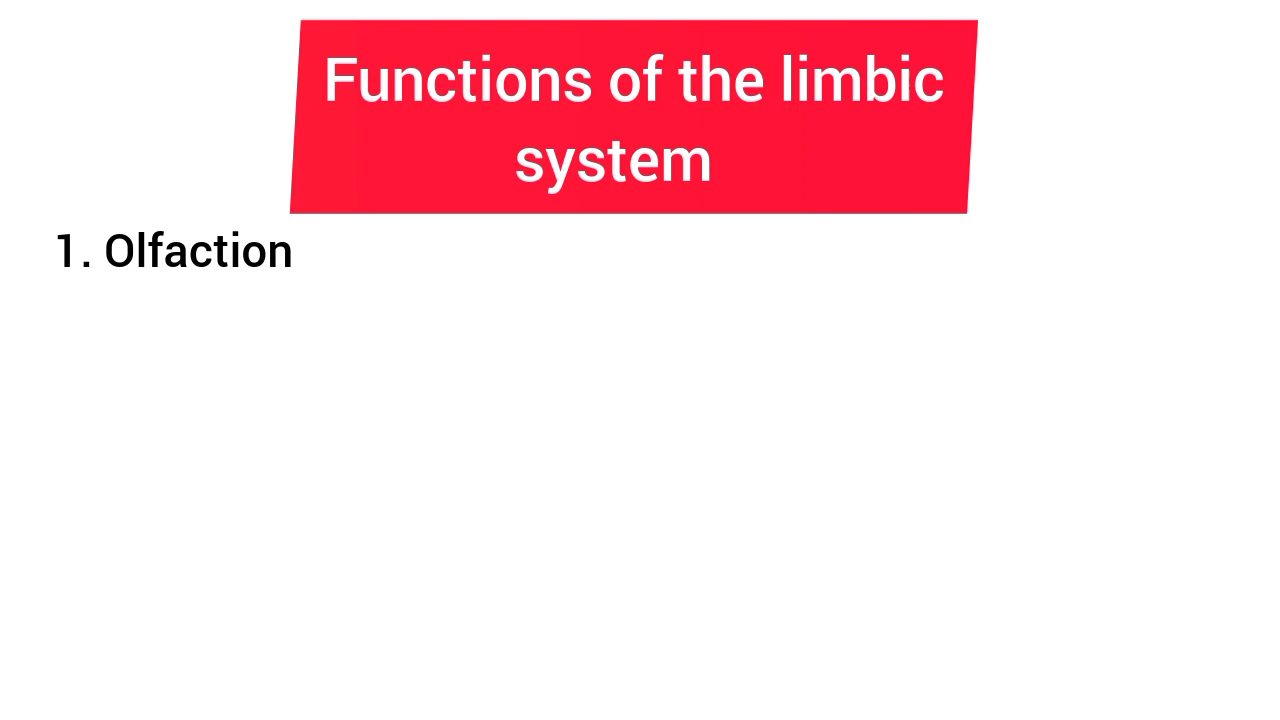 Functions of the limbic
system
1. Olfaction